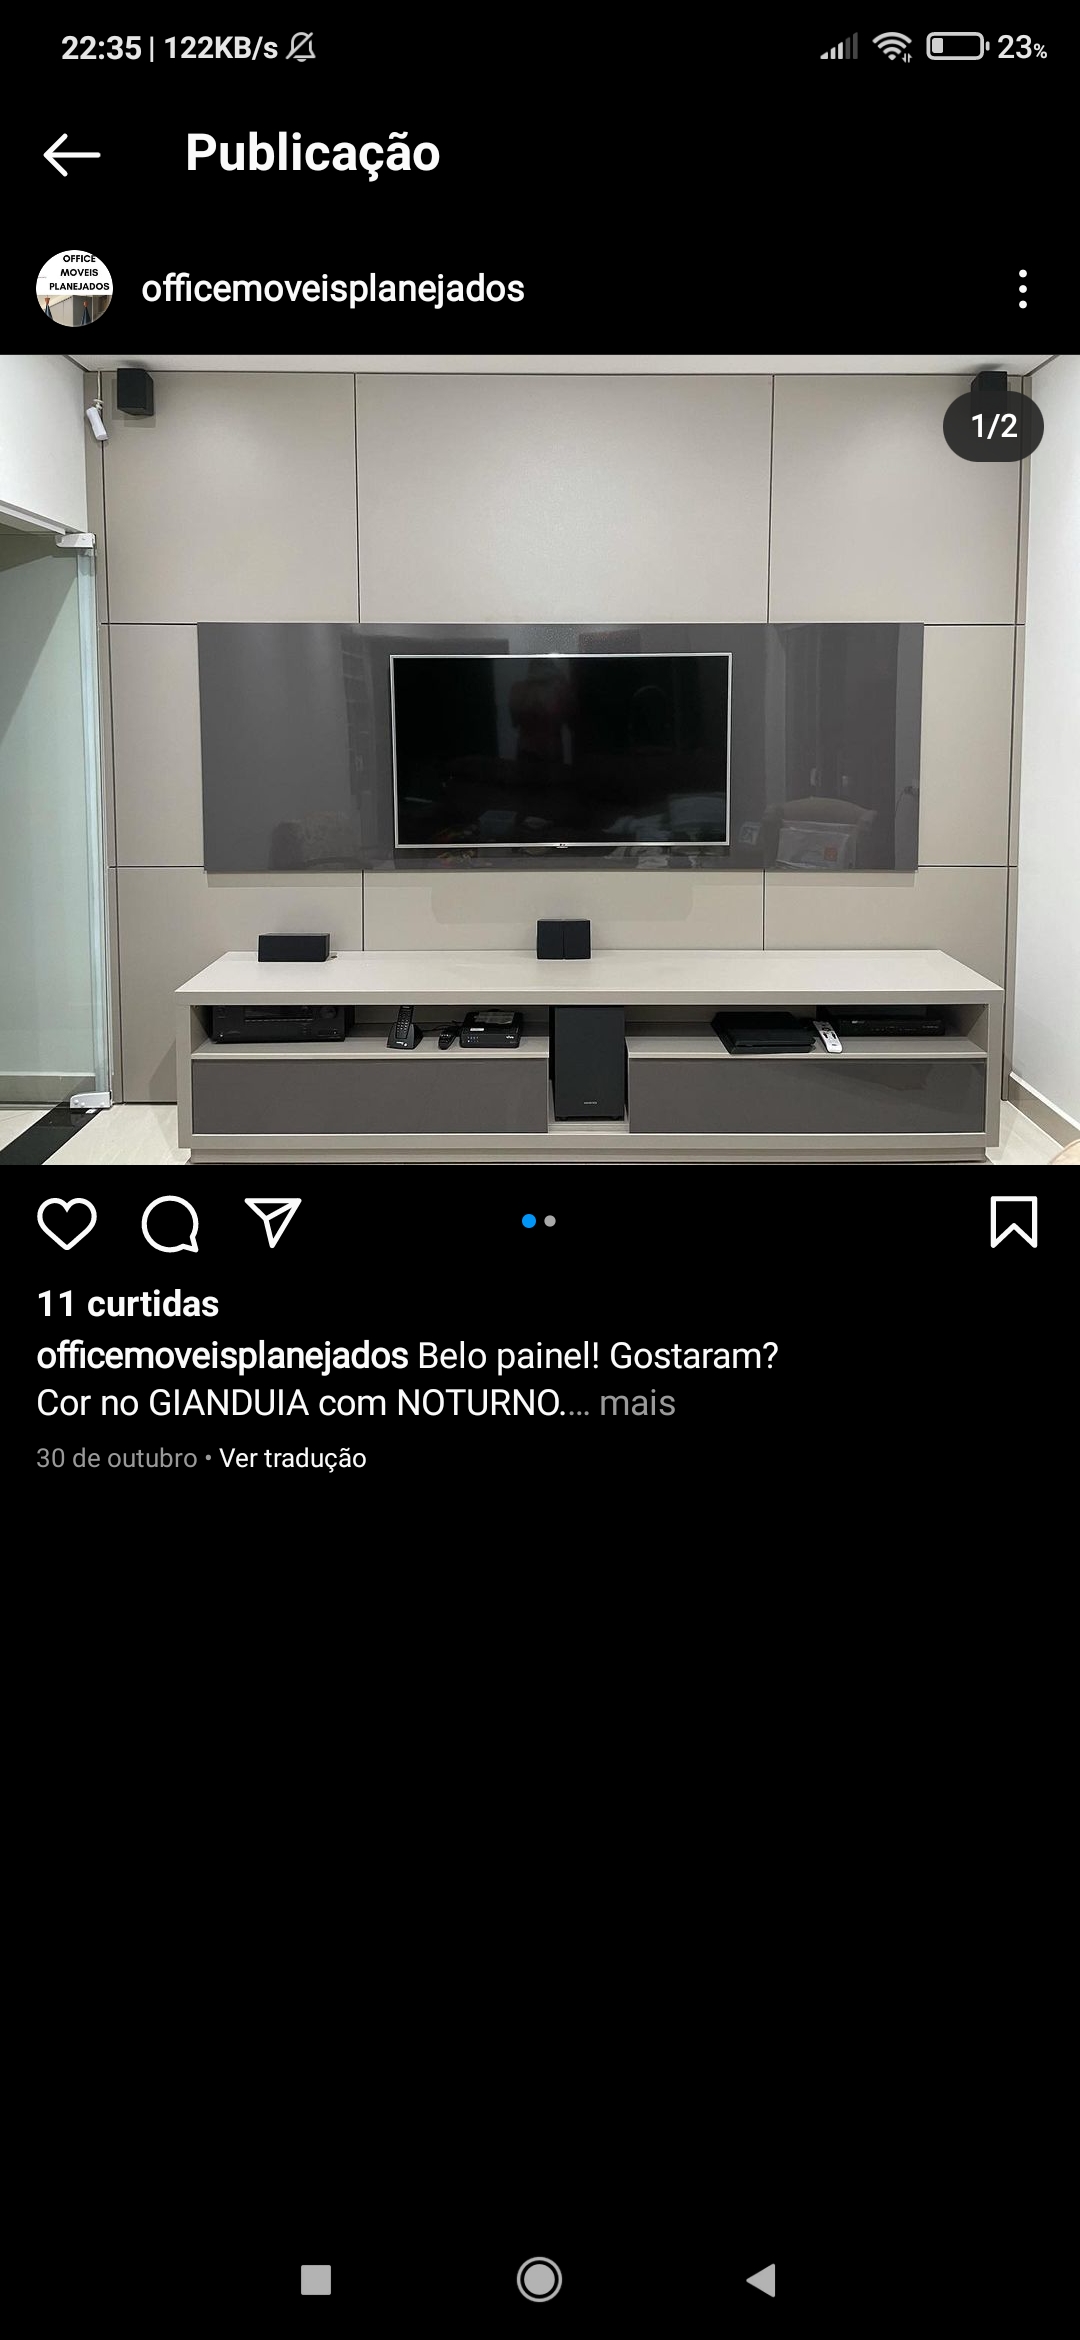 22:35 | 122KB/s
23%
Publicação
OFFICE
MOVEIS
PLANEJADOS
officemoveisplanejados
1/2
11 curtidas
officemoveisplanejados Belo painel! Gostaram?
Cor no GIANDUIA com NOTURNO.... mais
30 de outubro • Ver tradução